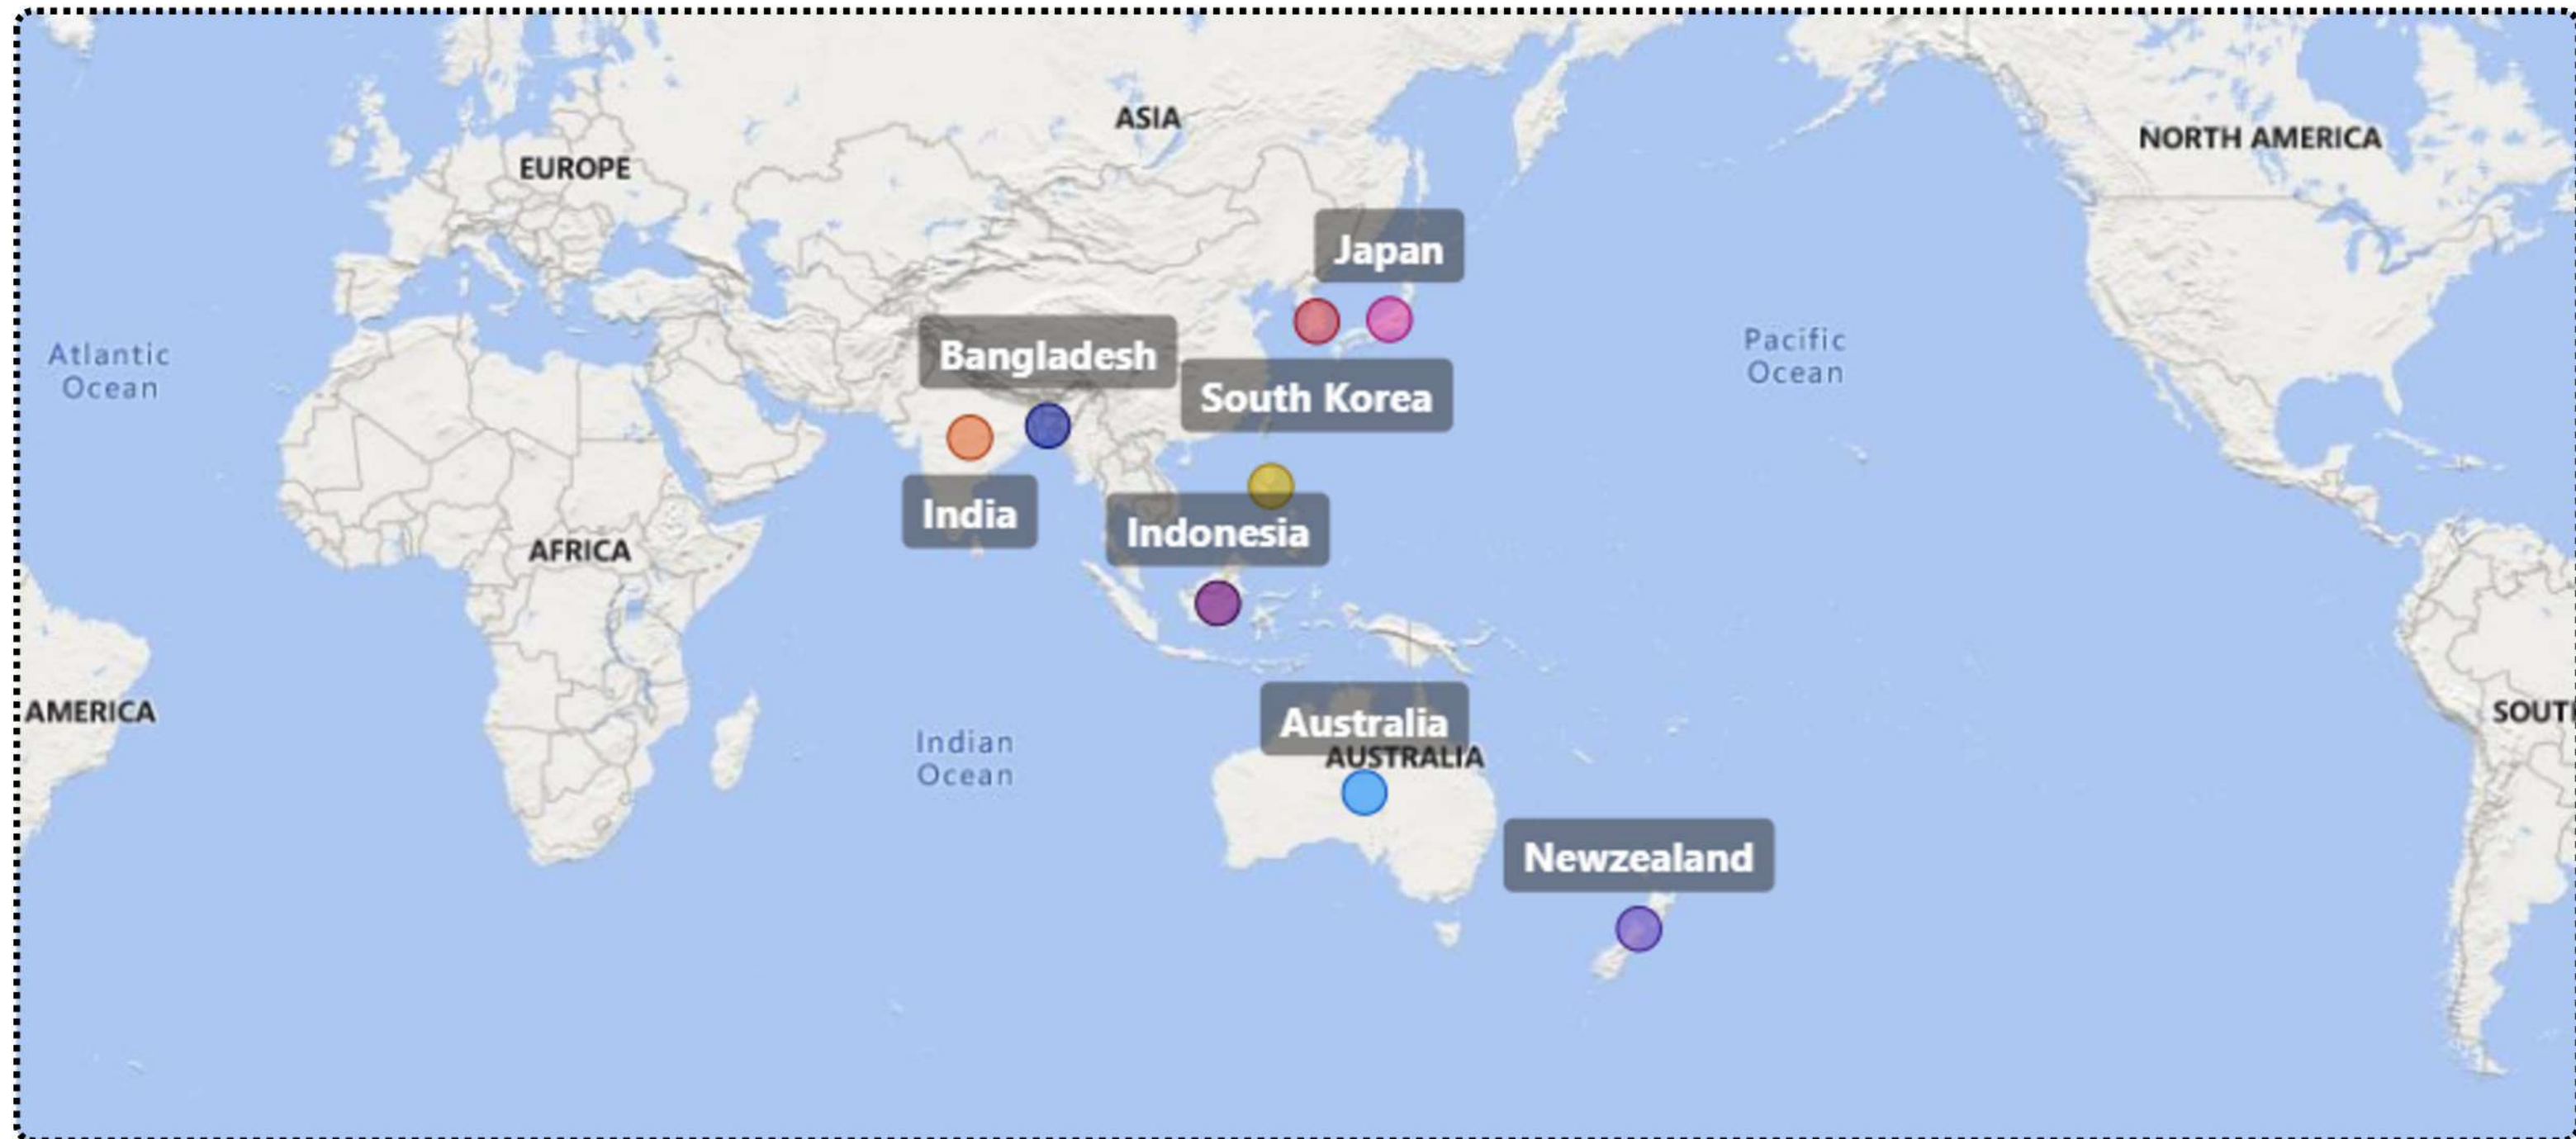 ASIA
NORTH AMERICA
EUROPE
Japan
Atlantic
Ocean
Pacific
Ocean
Bangladesh
South Korea
India
Indonesia
AFRICA
AMERICA
SOUT
Australia
AUSTRALIA
Indian
Ocean
Newzealand